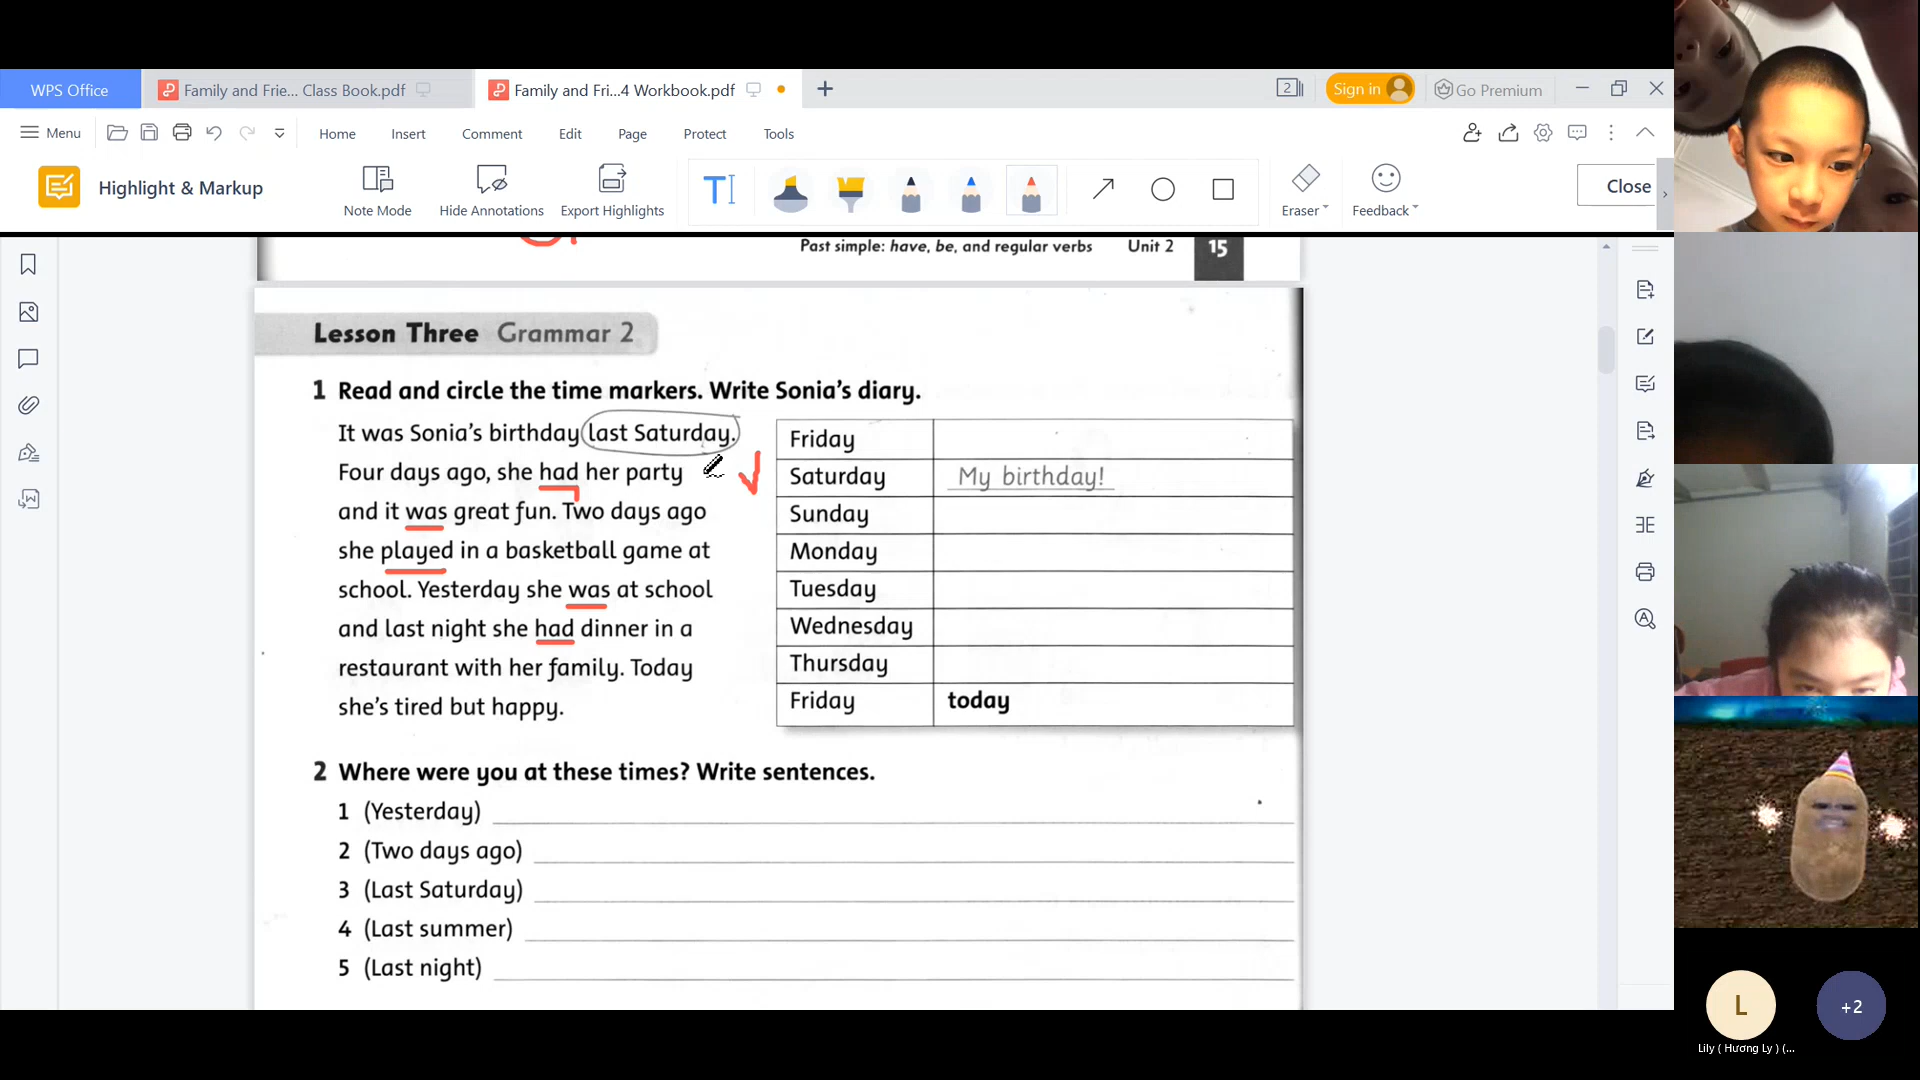 WPS Office
Family and Frie... Class Book.pdf
Family and Fri...4 Workbook.pdf
2
Sign in
Go Premium
Menu
Home
Insert
Comment
Edit
Page
Protect
Tools
Highlight & Markup
Note Mode
Hide Annotations
Export Highlights
Eraser
Feedback
Close
Past simple: have, be, and regular verbs Unit 2 15
Lesson Three Grammar 2
1 Read and circle the time markers. Write Sonia's diary.
It was Sonia's birthday last Saturday.
Four days ago, she had her party
and it was great fun. Two days ago
she played in a basketball game at
school. Yesterday she was at school
and last night she had dinner in a
restaurant with her family. Today
she's tired but happy.
Friday
Saturday My birthday!
Sunday
Monday
Tuesday
Wednesday
Thursday
Friday today
2 Where were you at these times? Write sentences.
1 (Yesterday)
2 (Two days ago)
3 (Last Saturday)
4 (Last summer)
5 (Last night)
L
+2
Lily ( Hương Ly ) (...